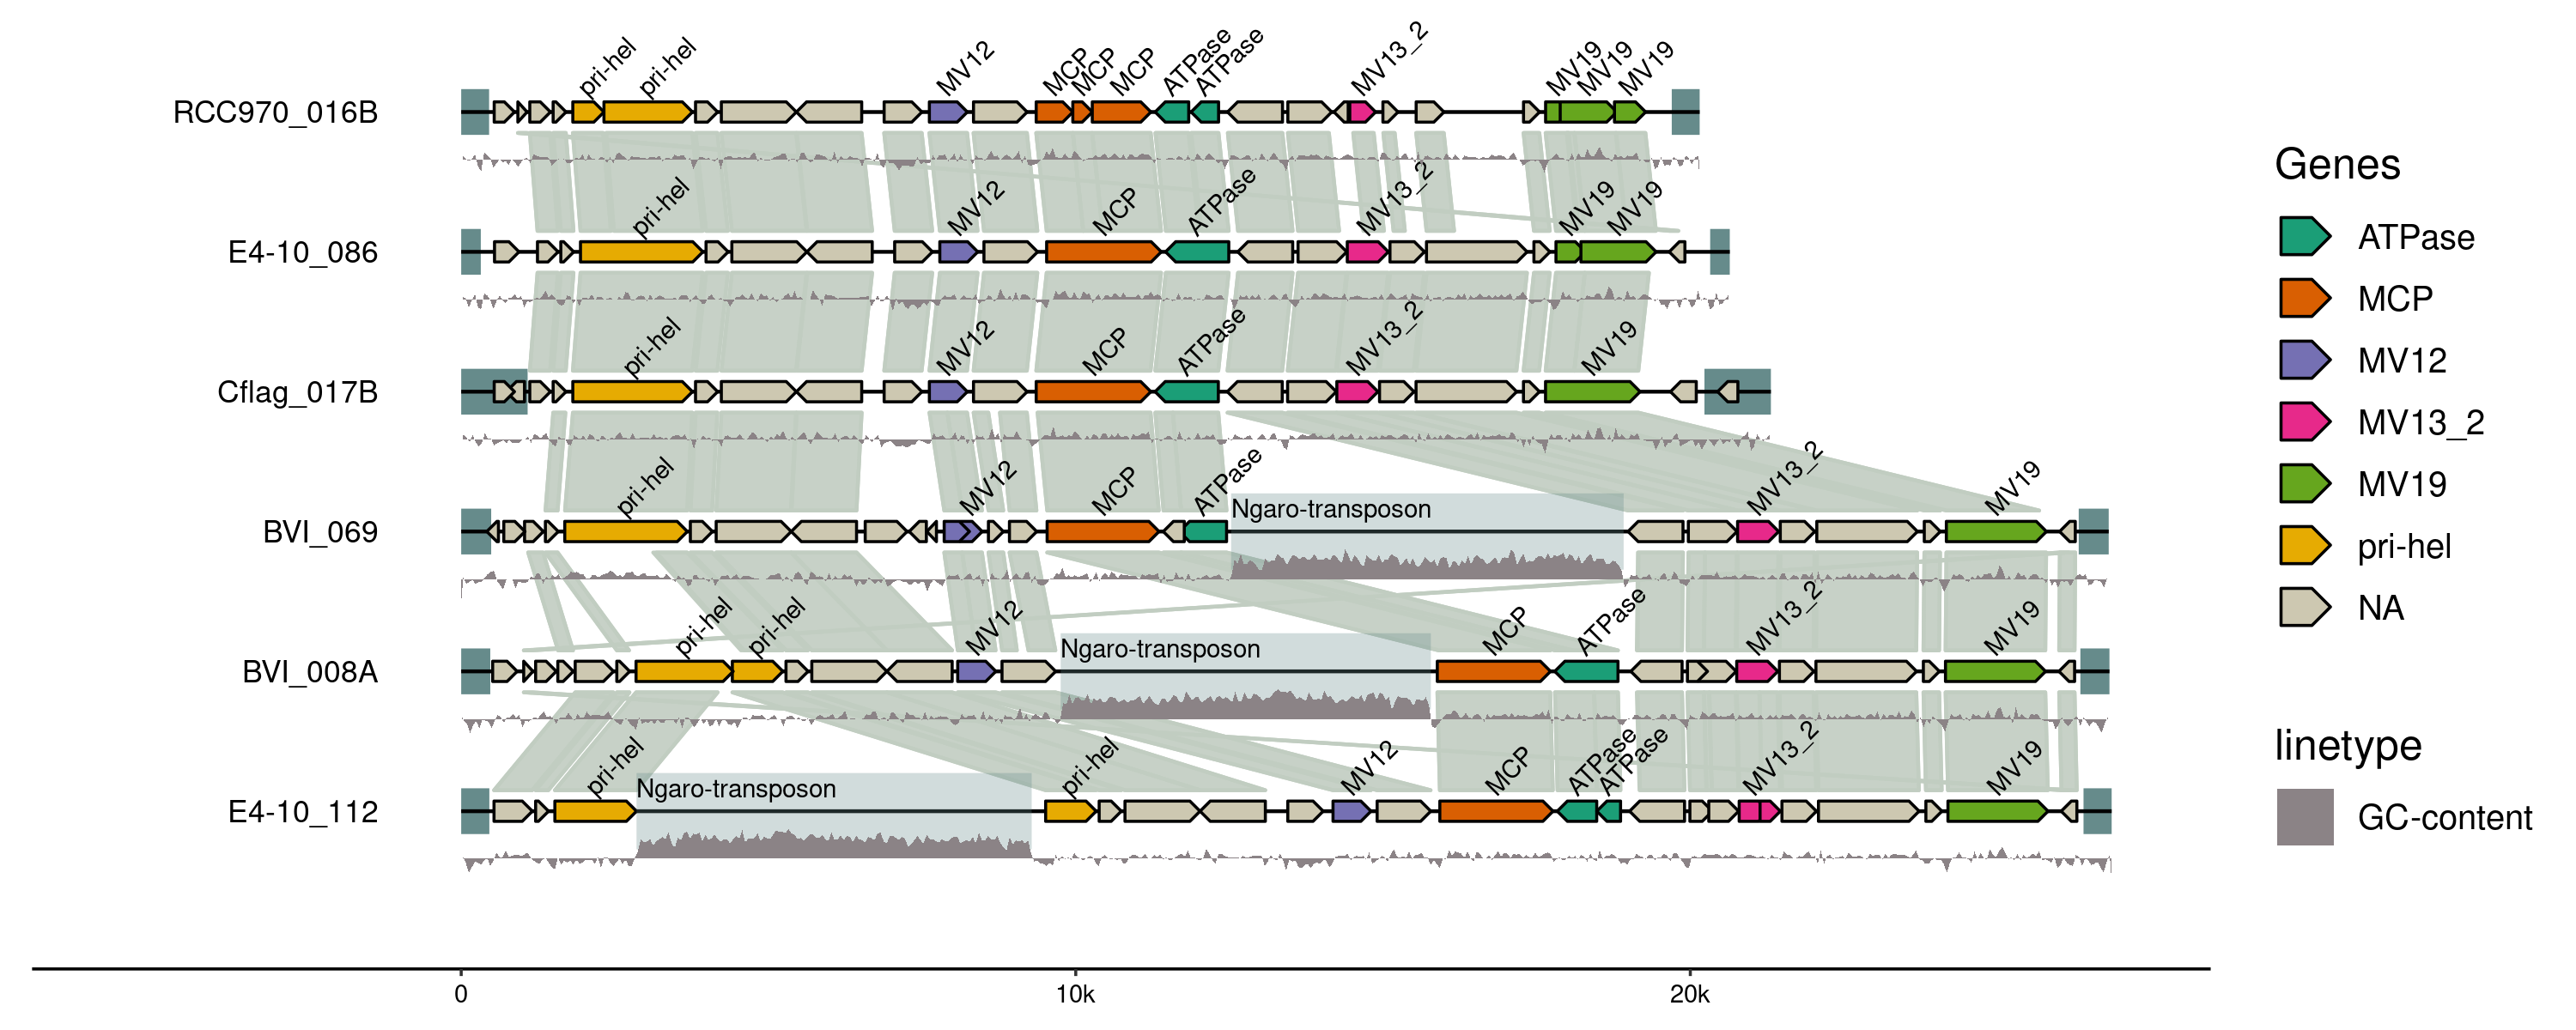 pri-hel pri-hel MV12 MCP MCP MCP ATPase ATPase MV13_2 MV19 MV19 MV19
RCC970_016B
pri-hel MV12 MCP ATPase MV13_2 MV19 MV19
E4-10_086
pri-hel MV12 MCP ATPase MV13_2 MV19
Cflag_017B
pri-hel MV12 MCP ATPase MV13_2 MV19
Ngaro-transposon
BVI_069
pri-hel pri-hel MV12 MCP ATPase MV13_2 MV19
Ngaro-transposon
BVI_008A
pri-hel pri-hel MV12 MCP ATPase ATPase MV13_2 MV19
Ngaro-transposon
E4-10_112
0 10k 20k
Genes
ATPase
MCP
MV12
MV13_2
MV19
pri-hel
NA
linetype
GC-content